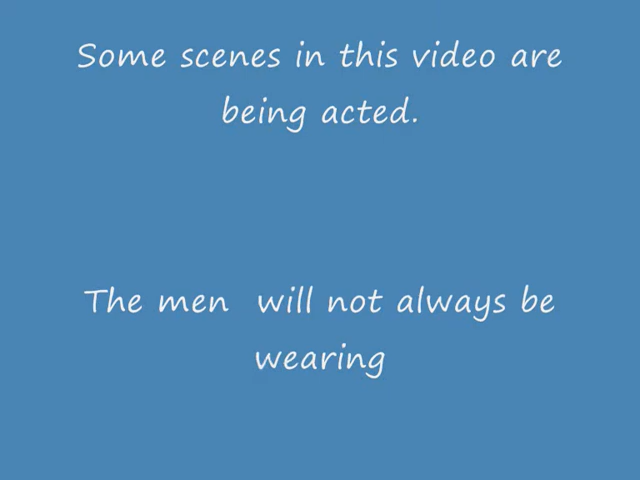 Some scenes in this video are
being acted.
The men will not always be
wearing